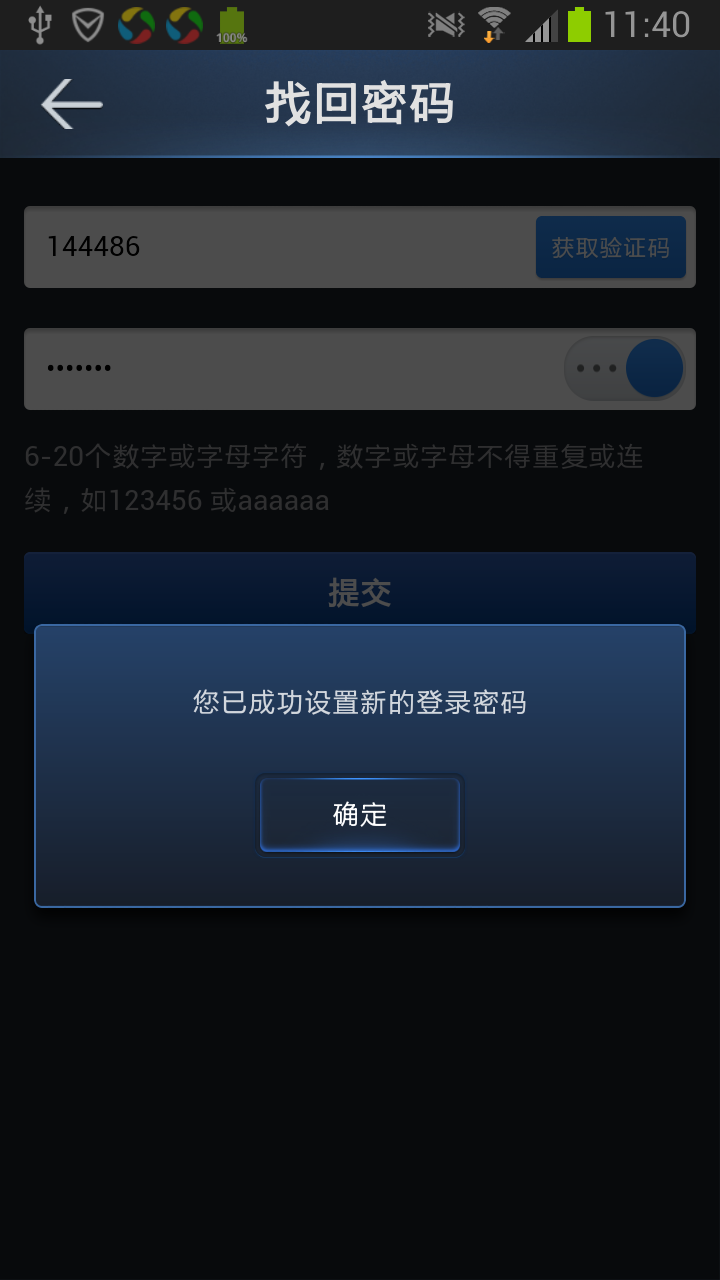 100%
11:40
找回密码
144486
获取验证码
•••••••
6-20个数字或字母字符，数字或字母不得重复或连
续，如123456 或aaaaaa
提交
您已成功设置新的登录密码
确定